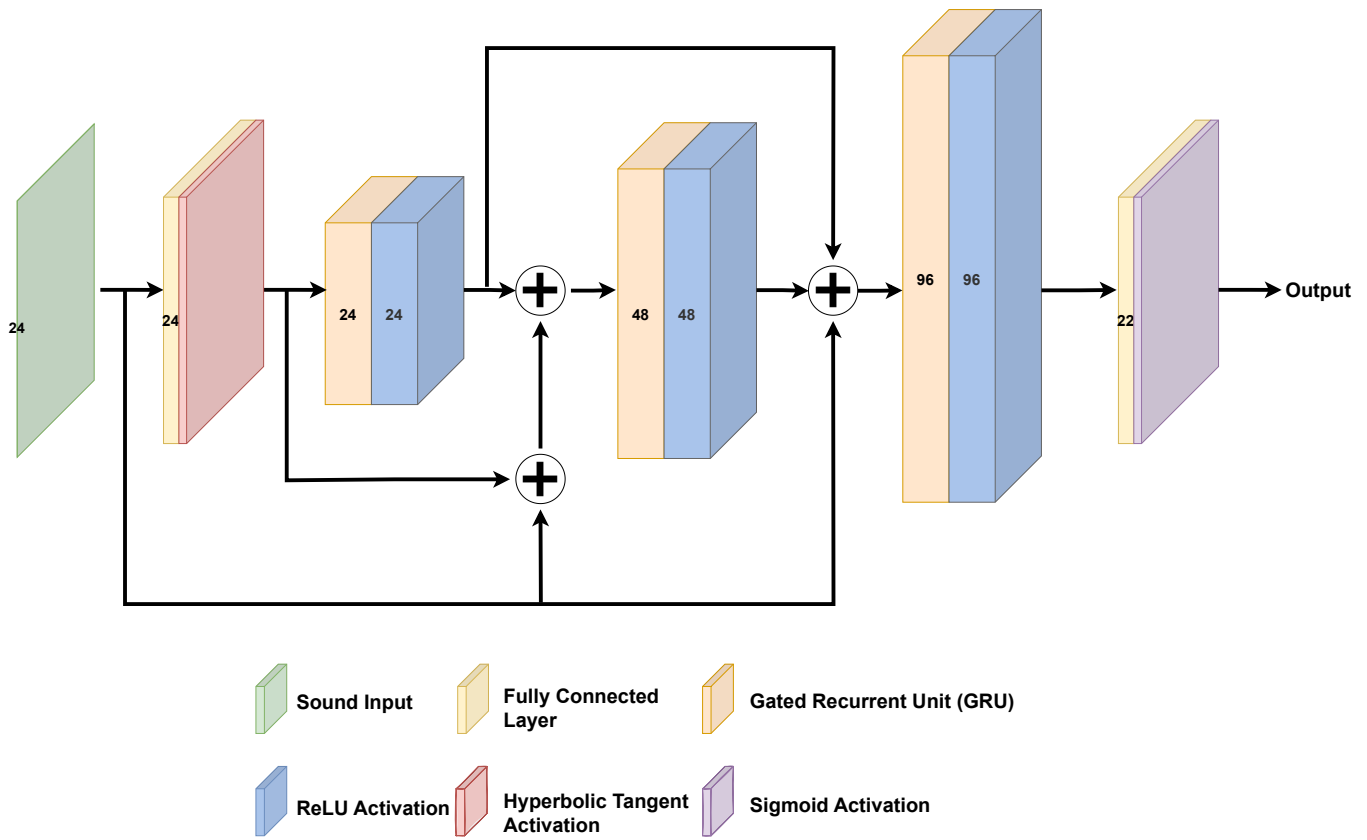 24
24
24
24
48
48
96
96
22
Output
Sound Input
Fully Connected
Layer
Gated Recurrent Unit (GRU)
ReLU Activation
Hyperbolic Tangent
Activation
Sigmoid Activation